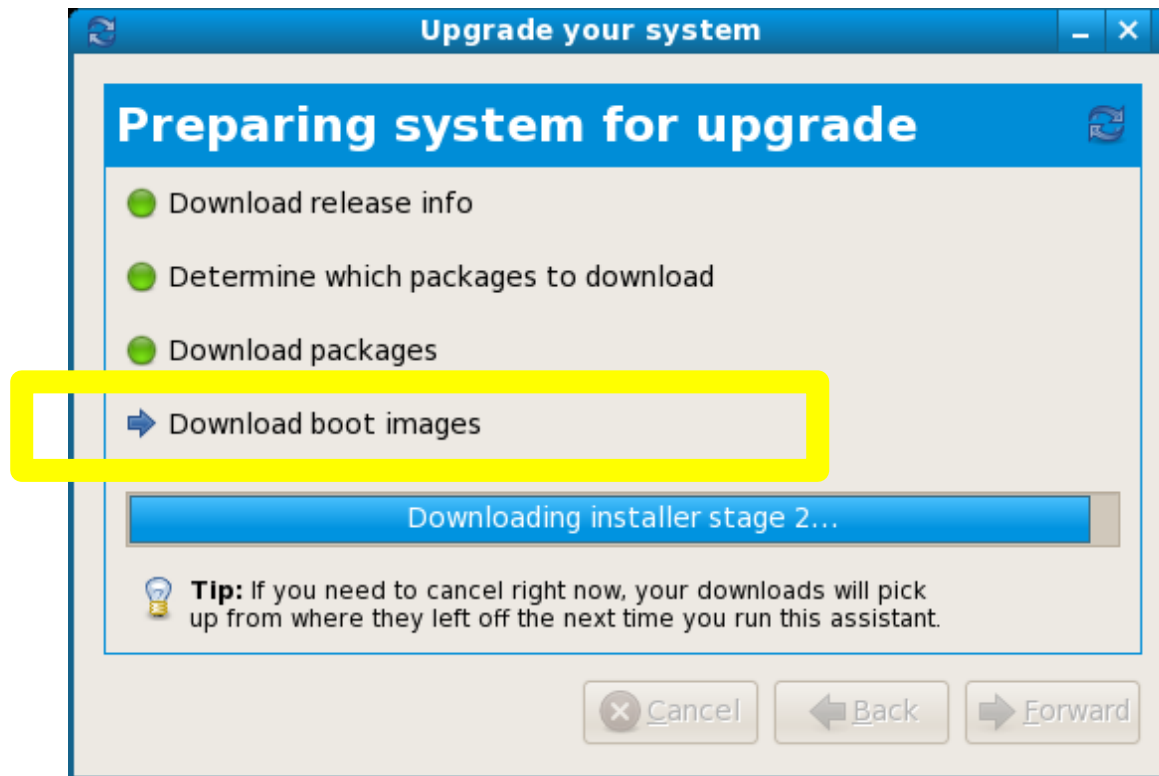 Upgrade your system
Preparing system for upgrade
Download release info
Determine which packages to download
Download packages
Download boot images
Downloading installer stage 2...
Tip: If you need to cancel right now, your downloads will pick
up from where they left off the next time you run this assistant.
Cancel Back Forward